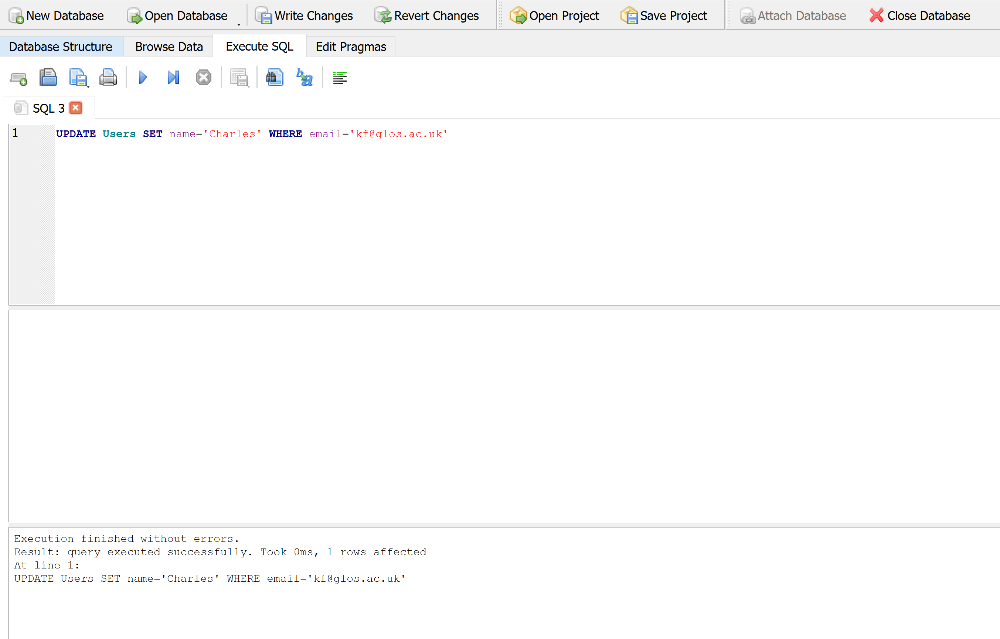 New Database Open Database Write Changes Revert Changes Open Project Save Project Attach Database Close Database
Database Structure Browse Data Execute SQL Edit Pragmas
SQL 3
1 UPDATE Users SET name='Charles' WHERE email='kf@glos.ac.uk'
Execution finished without errors.
Result: query executed successfully. Took 0ms, 1 rows affected
At line 1:
UPDATE Users SET name='Charles' WHERE email='kf@glos.ac.uk'